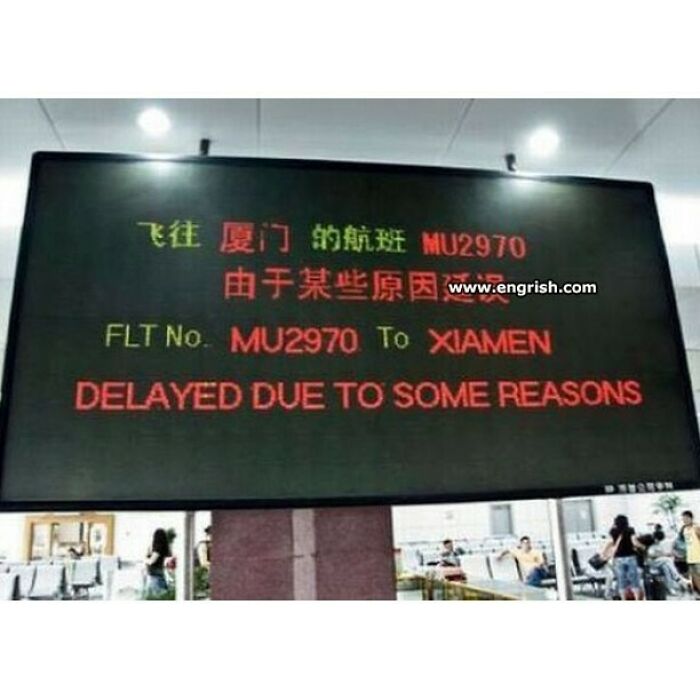 飞往 厦门 的航班 MU2970
由于某些原因延误
www.engrish.com
FLT No. MU2970 To XIAMEN
DELAYED DUE TO SOME REASONS